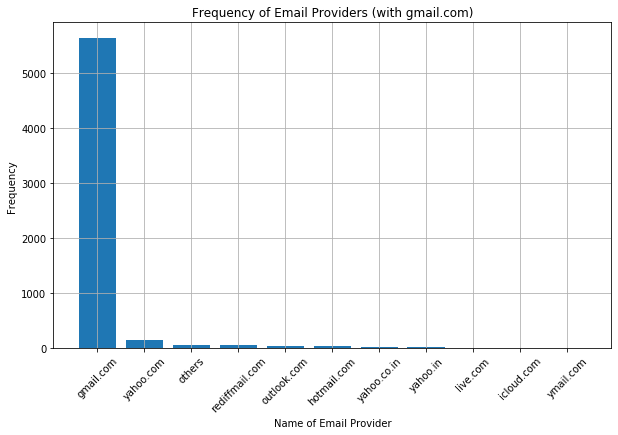 Frequency of Email Providers (with gmail.com)
Frequency
5000
4000
3000
2000
1000
0
gmail.com
yahoo.com
others
rediffmail.com
outlook.com
hotmail.com
yahoo.co.in
yahoo.in
live.com
icloud.com
ymail.com
Name of Email Provider